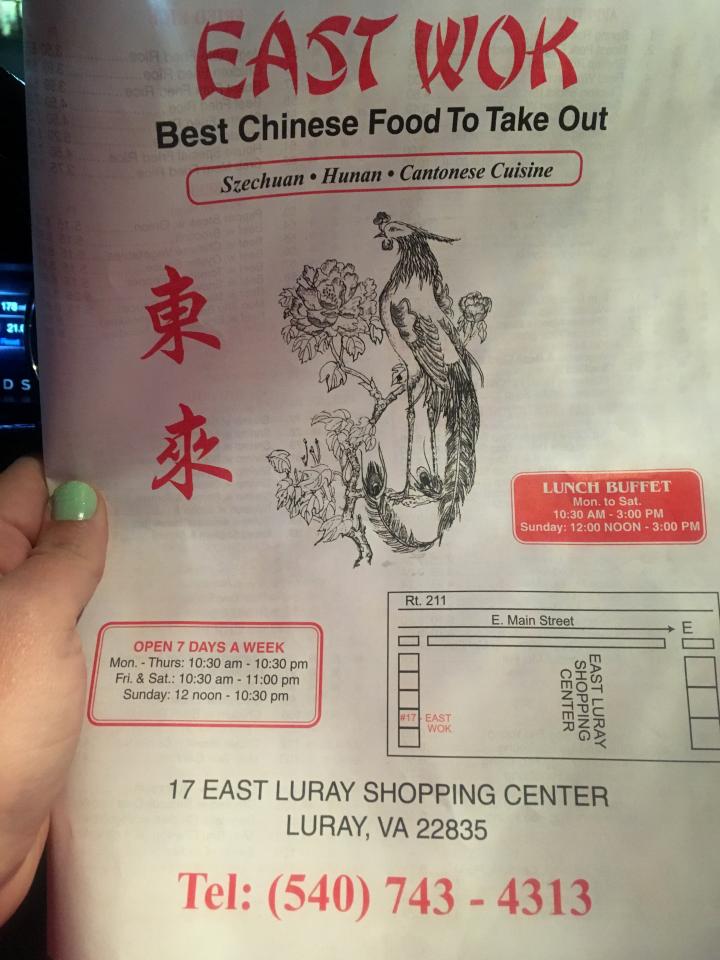 EAST WOK
Best Chinese Food To Take Out
Szechuan • Hunan • Cantonese Cuisine
東
來
LUNCH BUFFET
Mon. to Sat.
10:30 AM - 3:00 PM
Sunday: 12:00 NOON - 3:00 PM
Rt. 211
E. Main Street
E
EAST LURAY
SHOPPING
CENTER
#17 - EAST
WOK
OPEN 7 DAYS A WEEK
Mon. - Thurs: 10:30 am - 10:30 pm
Fri. & Sat.: 10:30 am - 11:00 pm
Sunday: 12 noon - 10:30 pm
17 EAST LURAY SHOPPING CENTER
LURAY, VA 22835
Tel: (540) 743 - 4313
D S